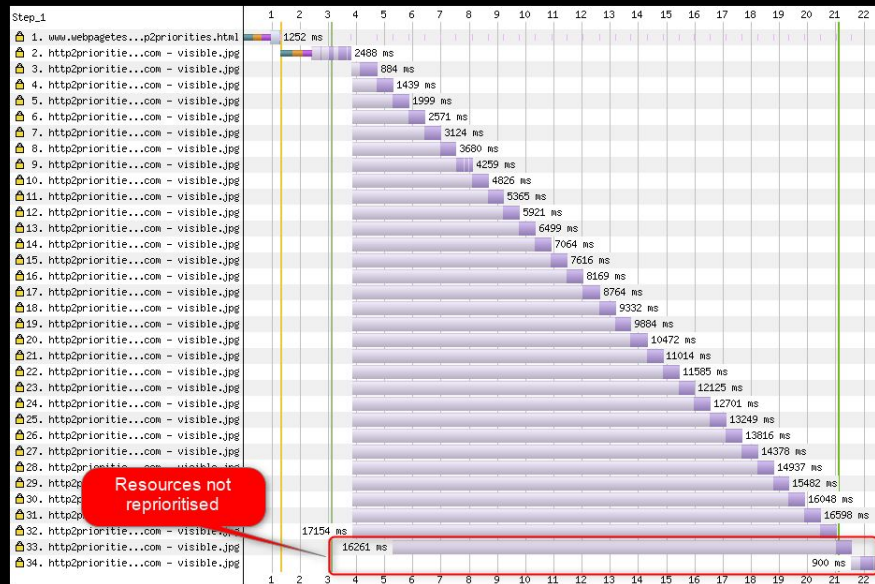 Step_1 1 2 3 4 5 6 7 8 9 10 11 12 13 14 15 16 17 18 19 20 21 22
1. www.webpagetes...p2priorities.html 1252 ms
2. http2prioritie...com - visible.jpg 2488 ms
3. http2prioritie...com - visible.jpg 884 ms
4. http2prioritie...com - visible.jpg 1439 ms
5. http2prioritie...com - visible.jpg 1999 ms
6. http2prioritie...com - visible.jpg 2571 ms
7. http2prioritie...com - visible.jpg 3124 ms
8. http2prioritie...com - visible.jpg 3680 ms
9. http2prioritie...com - visible.jpg 4259 ms
10. http2prioritie...com - visible.jpg 4826 ms
11. http2prioritie...com - visible.jpg 5365 ms
12. http2prioritie...com - visible.jpg 5921 ms
13. http2prioritie...com - visible.jpg 6499 ms
14. http2prioritie...com - visible.jpg 7064 ms
15. http2prioritie...com - visible.jpg 7616 ms
16. http2prioritie...com - visible.jpg 8169 ms
17. http2prioritie...com - visible.jpg 8764 ms
18. http2prioritie...com - visible.jpg 9332 ms
19. http2prioritie...com - visible.jpg 9884 ms
20. http2prioritie...com - visible.jpg 10472 ms
21. http2prioritie...com - visible.jpg 11014 ms
22. http2prioritie...com - visible.jpg 11585 ms
23. http2prioritie...com - visible.jpg 12125 ms
24. http2prioritie...com - visible.jpg 12701 ms
25. http2prioritie...com - visible.jpg 13249 ms
26. http2prioritie...com - visible.jpg 13816 ms
27. http2prioritie...com - visible.jpg 14378 ms
28. http2prioritie...com - visible.jpg 14937 ms
29. http2p jpg 15482 ms
Resources not
reprioritised
30. http2p jpg 16048 ms
31. http2p jpg 16598 ms
32. http2prioritie...com - visible.jpg 17154 ms
33. http2prioritie...com - visible.jpg 16261 ms
34. http2prioritie...com - visible.jpg 900 ms
1 2 3 4 5 6 7 8 9 10 11 12 13 14 15 16 17 18 19 20 21 22